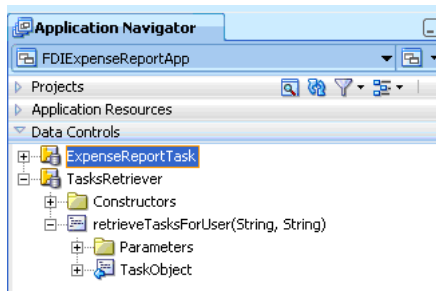 Application Navigator
FDIExpenseReportApp
Projects
Application Resources
Data Controls
ExpenseReportTask
TasksRetriever
Constructors
retrieveTasksForUser(String, String)
Parameters
TaskObject